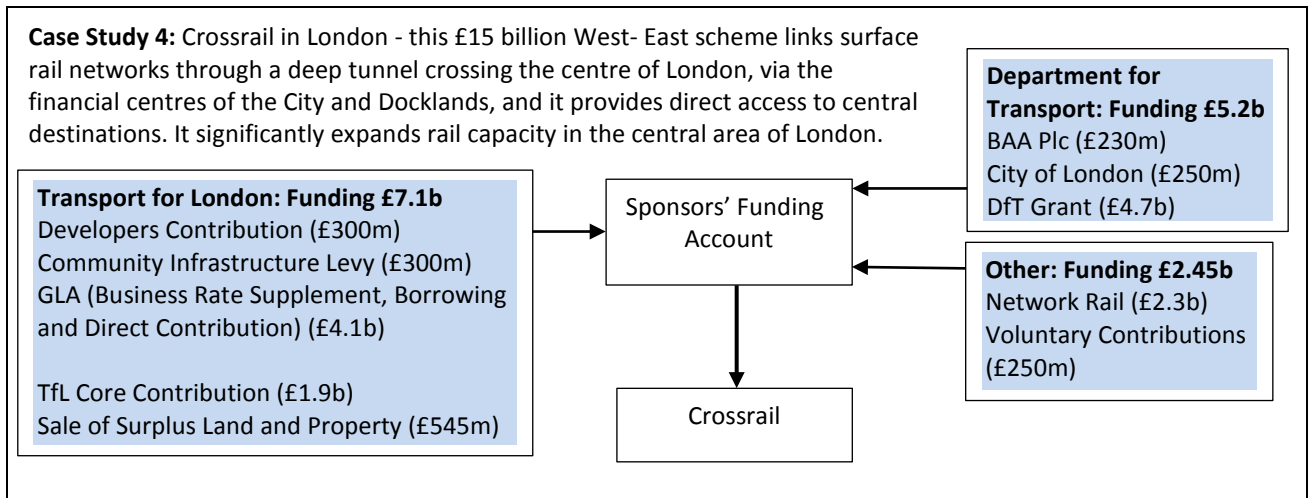 Case Study 4: Crossrail in London - this £15 billion West- East scheme links surface
rail networks through a deep tunnel crossing the centre of London, via the
financial centres of the City and Docklands, and it provides direct access to central
destinations. It significantly expands rail capacity in the central area of London.
Transport for London: Funding £7.1b
Developers Contribution (£300m)
Community Infrastructure Levy (£300m)
GLA (Business Rate Supplement, Borrowing
and Direct Contribution) (£4.1b)
TfL Core Contribution (£1.9b)
Sale of Surplus Land and Property (£545m)
Sponsors’ Funding
Account
Crossrail
Department for
Transport: Funding £5.2b
BAA Plc (£230m)
City of London (£250m)
DfT Grant (£4.7b)
Other: Funding £2.45b
Network Rail (£2.3b)
Voluntary Contributions
(£250m)